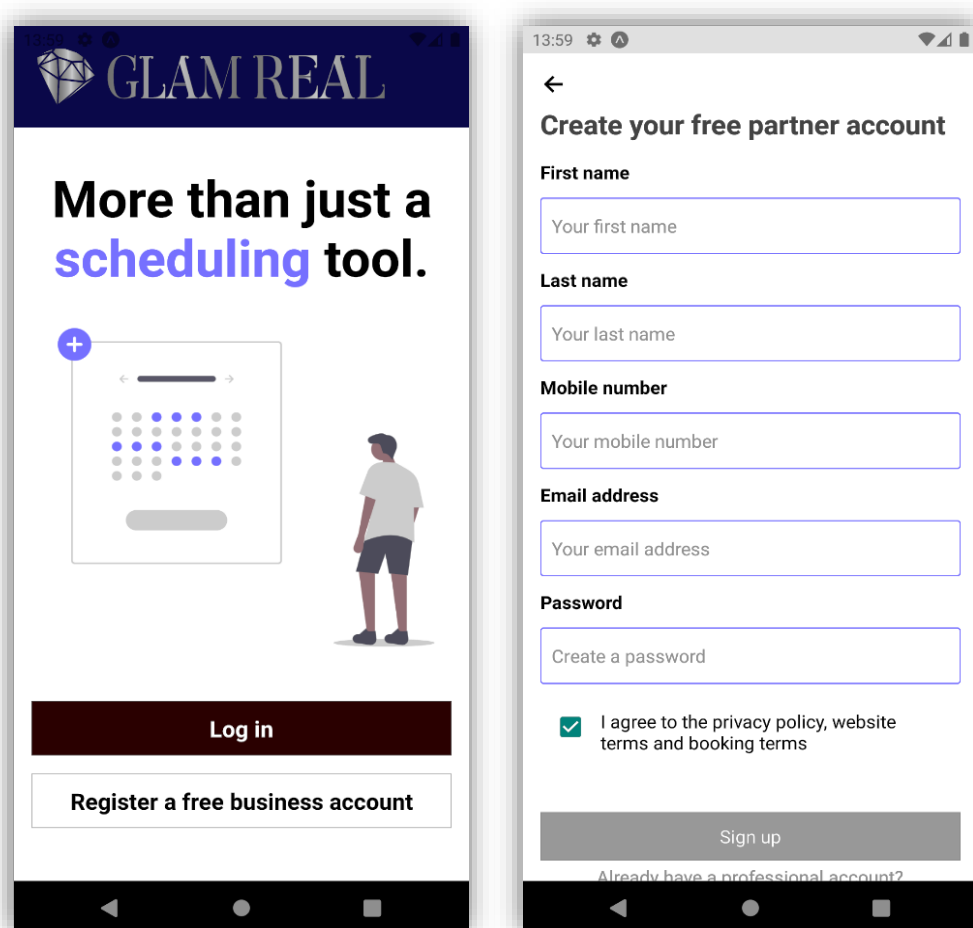 13:59
GLAM REAL
More than just a
scheduling tool.
Log in
Register a free business account
13:59
Create your free partner account
First name
Your first name
Last name
Your last name
Mobile number
Your mobile number
Email address
Your email address
Password
Create a password
I agree to the privacy policy, website
terms and booking terms
Sign up
Already have a professional account?